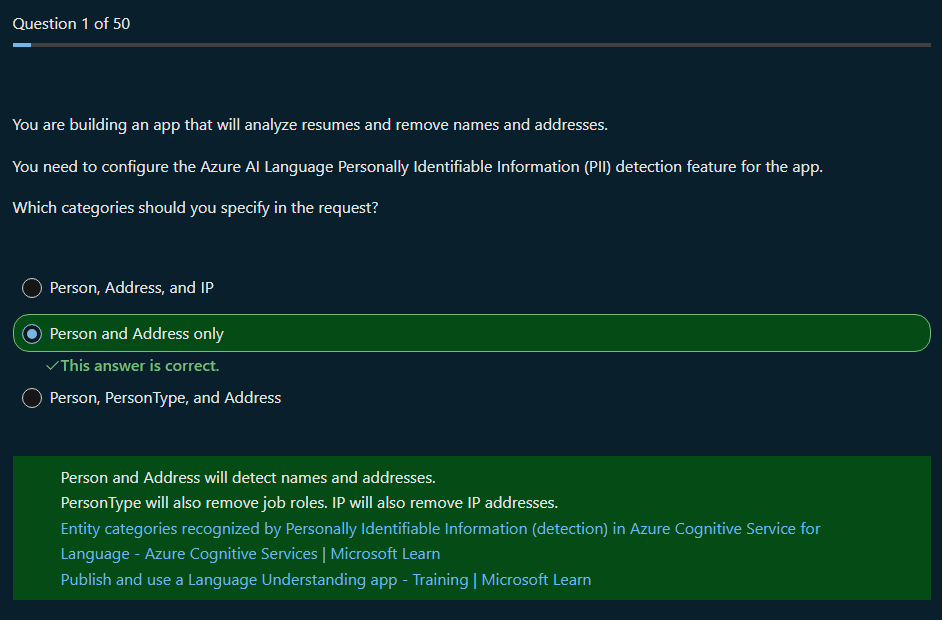 Question 1 of 50
You are building an app that will analyze resumes and remove names and addresses.
You need to configure the Azure AI Language Personally Identifiable Information (PII) detection feature for the app.
Which categories should you specify in the request?
Person, Address, and IP
Person and Address only
✓This answer is correct.
Person, PersonType, and Address
Person and Address will detect names and addresses.
PersonType will also remove job roles. IP will also remove IP addresses.
Entity categories recognized by Personally Identifiable Information (detection) in Azure Cognitive Service for
Language - Azure Cognitive Services | Microsoft Learn
Publish and use a Language Understanding app - Training | Microsoft Learn